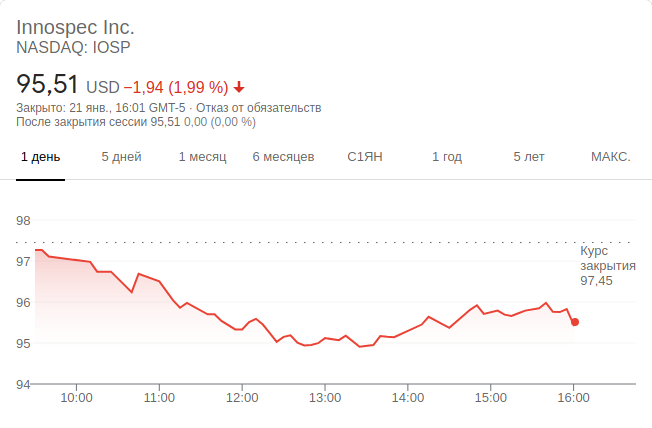 Innospec Inc.
NASDAQ: IOSP
95,51 USD −1,94 (1,99 %)
Закрыто: 21 янв., 16:01 GMT-5 · Отказ от обязательств
После закрытия сессии 95,51 0,00 (0,00 %)
1 день 5 дней 1 месяц 6 месяцев С1ЯН 1 год 5 лет МАКС.
98
97
96
95
94
Курс
закрытия
97,45
10:00 11:00 12:00 13:00 14:00 15:00 16:00